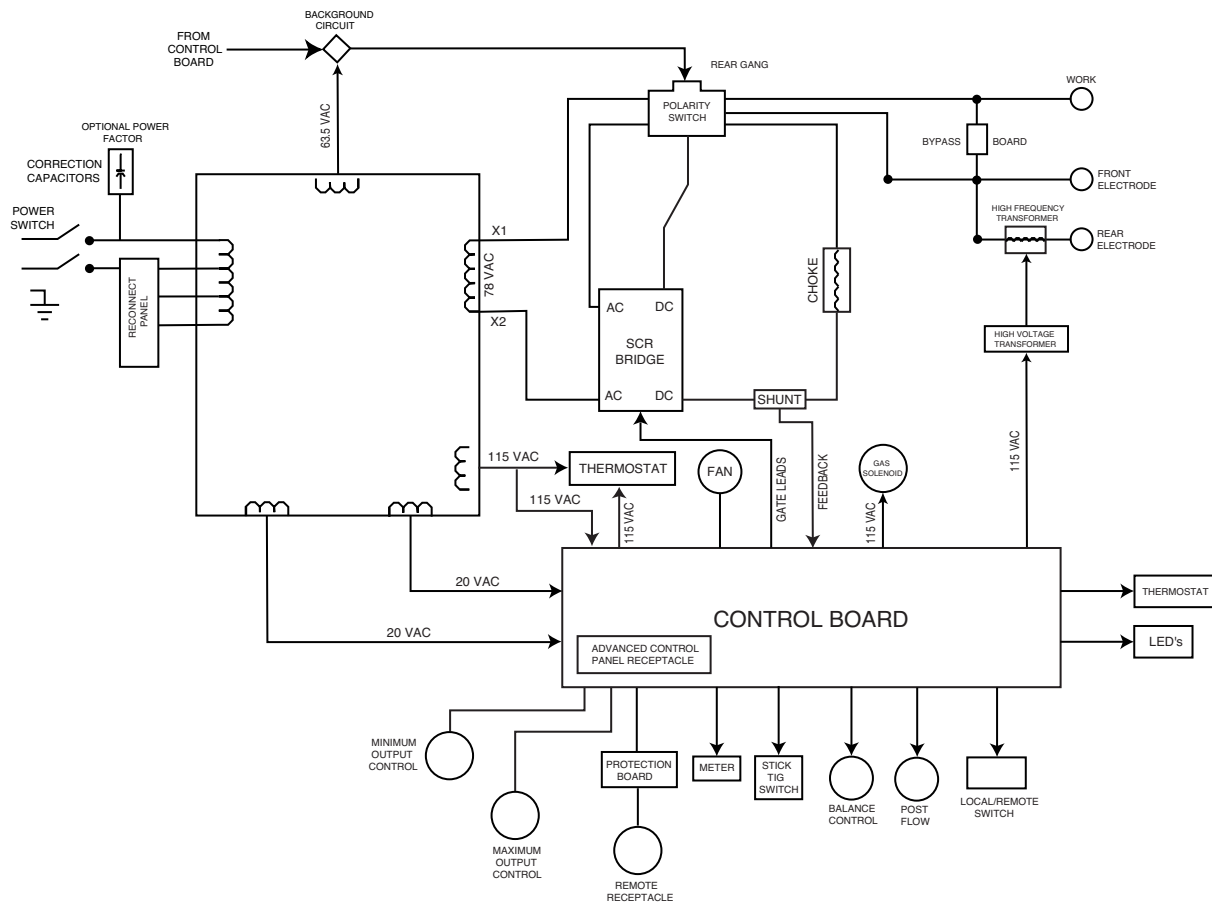 BACKGROUND
CIRCUIT
FROM
CONTROL
BOARD
REAR GANG
POLARITY
SWITCH
WORK
63.5 VAC
OPTIONAL POWER
FACTOR
CORRECTION
CAPACITORS
BYPASS
BOARD
FRONT
ELECTRODE
POWER
SWITCH
HIGH FREQUENCY
TRANSFORMER
REAR
ELECTRODE
X1
78 VAC
X2
RECONNECT
PANEL
CHOKE
AC
DC
SCR
BRIDGE
AC
DC
SHUNT
HIGH VOLTAGE
TRANSFORMER
115 VAC
THERMOSTAT
115 VAC
115 VAC
FAN
GATE LEADS
FEEDBACK
GAS
SOLENOID
115 VAC
115 VAC
20 VAC
20 VAC
CONTROL BOARD
ADVANCED CONTROL
PANEL RECEPTACLE
THERMOSTAT
LED's
MINIMUM
OUTPUT
CONTROL
MAXIMUM
OUTPUT
CONTROL
PROTECTION
BOARD
REMOTE
RECEPTACLE
METER
STICK
TIG
SWITCH
BALANCE
CONTROL
POST
FLOW
LOCAL/REMOTE
SWITCH